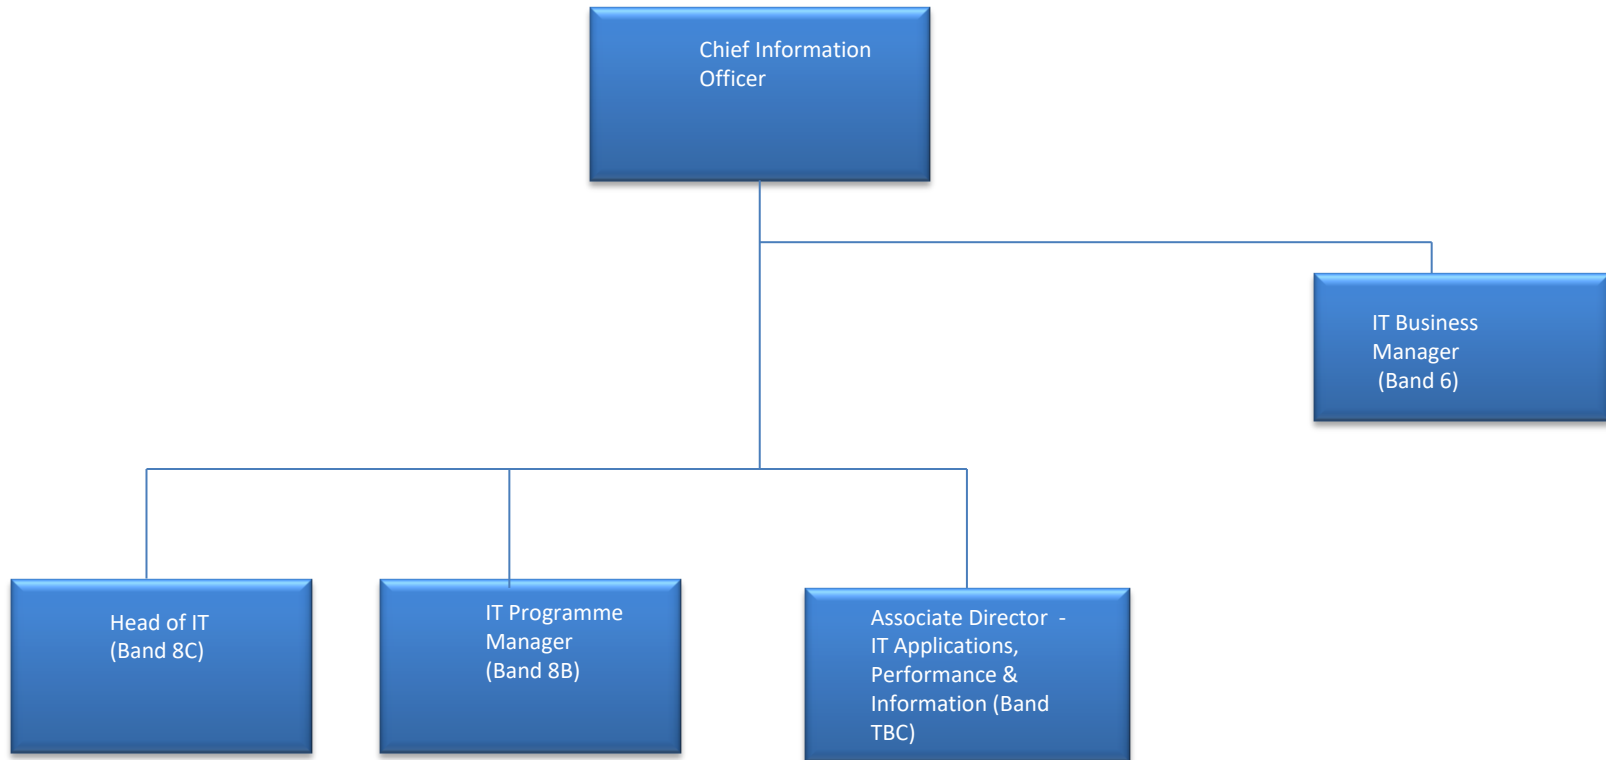 Chief Information
Officer
IT Business
Manager
(Band 6)
Head of IT
(Band 8C)
IT Programme
Manager
(Band 8B)
Associate Director -
IT Applications,
Performance &
Information (Band
TBC)